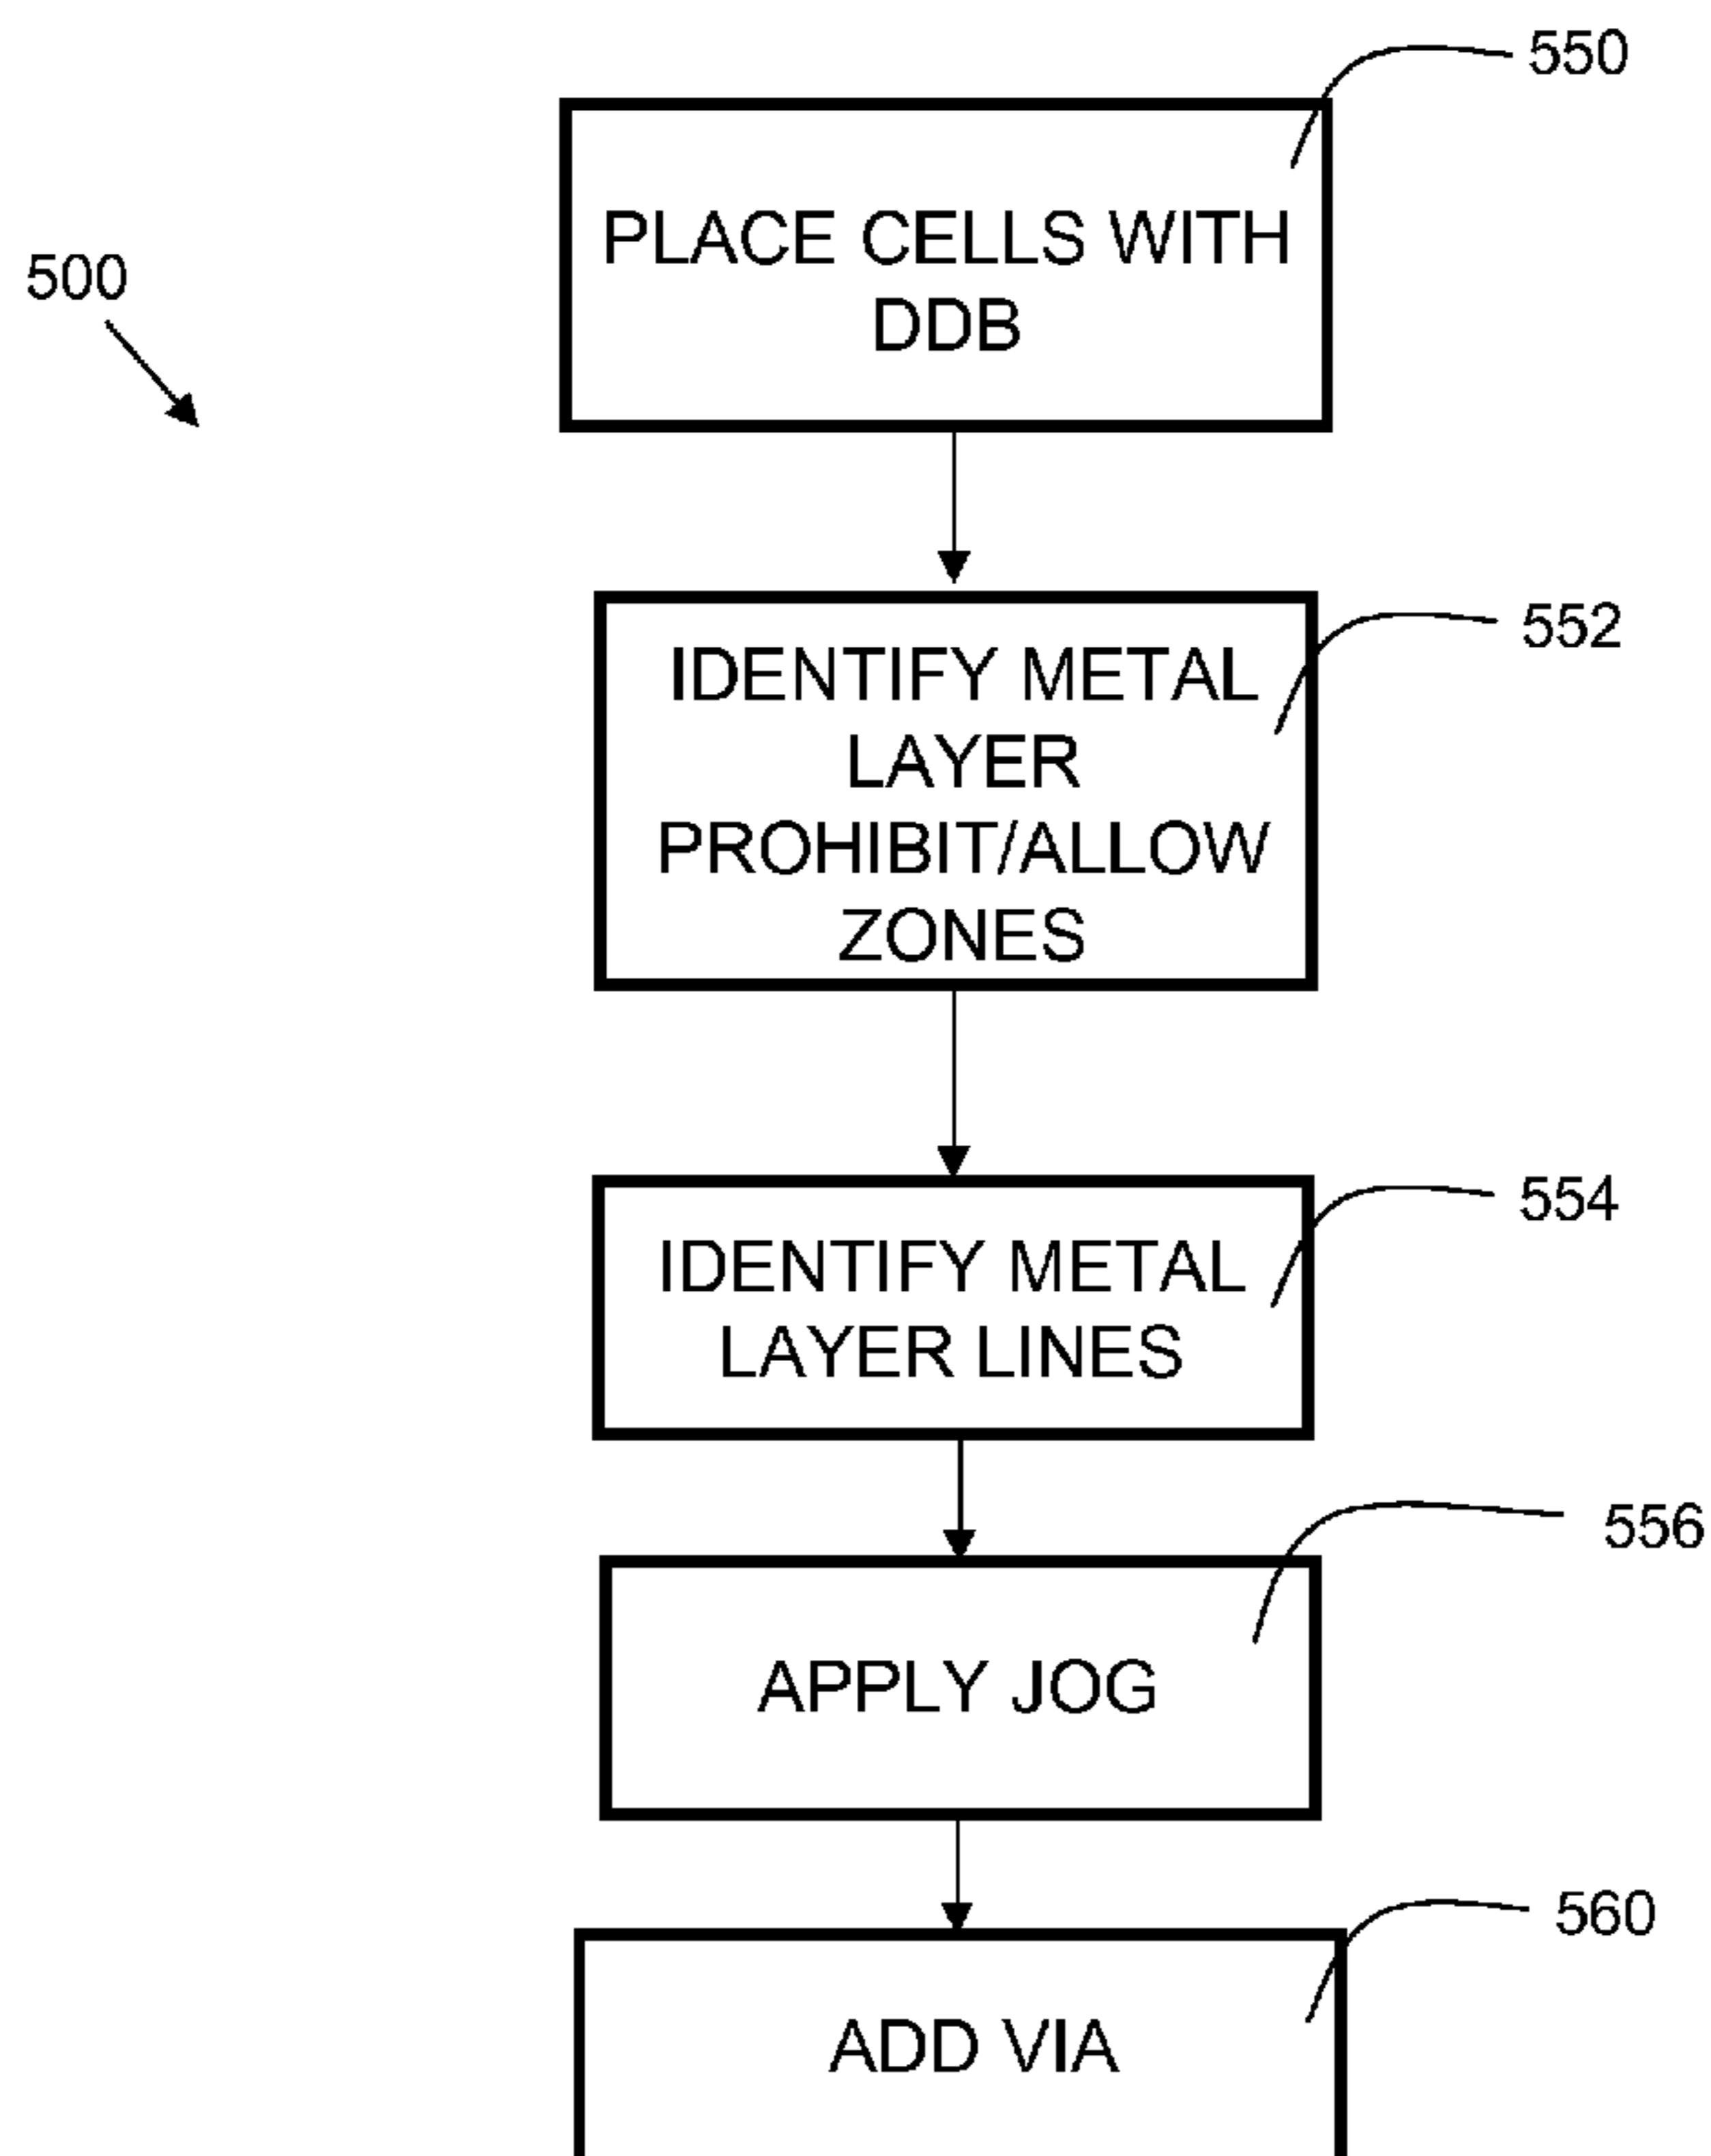 550
500
PLACE CELLS WITH
DDB
552
IDENTIFY METAL
LAYER
PROHIBIT/ALLOW
ZONES
554
IDENTIFY METAL
LAYER LINES
556
APPLY JOG
560
ADD VIA